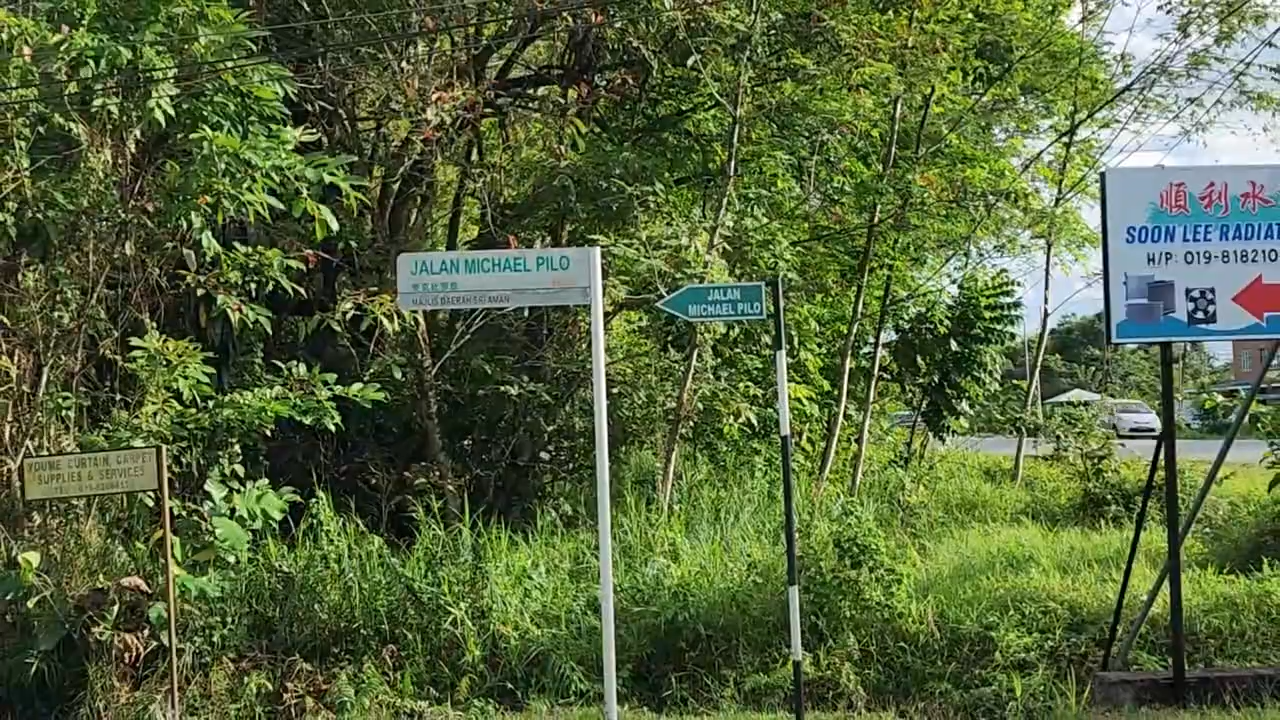 YOUME CURTAIN, CARPET
SUPPLIES & SERVICES
JALAN MICHAEL PILO
MAJLIS DAERAH SRI AMAN
JALAN
MICHAEL PILO
順利水
SOON LEE RADIAT
H/P: 019-818210